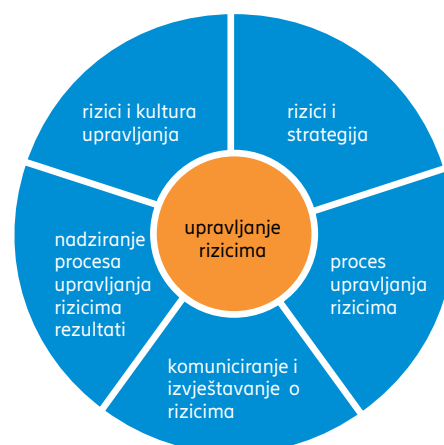 rizici i kultura
upravljanja
rizici i
strategija
upravljanje
rizicima
nadziranje
procesa
upravljanja
rizicima
rezultati
proces
upravljanja
rizicima
komuniciranje i
izvještavanje o
rizicima